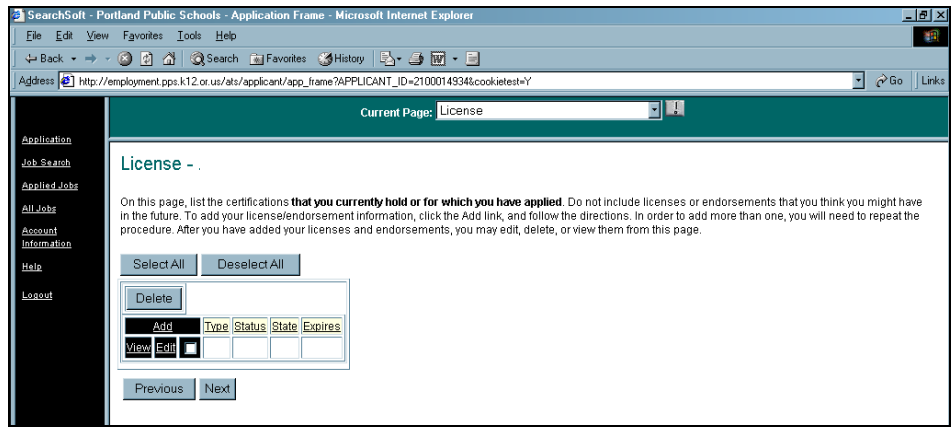 SearchSoft - Portland Public Schools - Application Frame - Microsoft Internet Explorer
File Edit View Favorites Tools Help
Back Search Favorites History
Address http://employment.pps.k12.or.us/ats/applicant/app_frame?APPLICANT_ID=2100014934&cookietest=Y Go Links
Current Page: License
Application
Job Search
Applied Jobs
All Jobs
Account
Information
Help
Logout
License - .
On this page, list the certifications that you currently hold or for which you have applied. Do not include licenses or endorsements that you think you might have
in the future. To add your license/endorsement information, click the Add link, and follow the directions. In order to add more than one, you will need to repeat the
procedure. After you have added your licenses and endorsements, you may edit, delete, or view them from this page.
Select All Deselect All
Delete
Add Type Status State Expires
View Edit
Previous Next